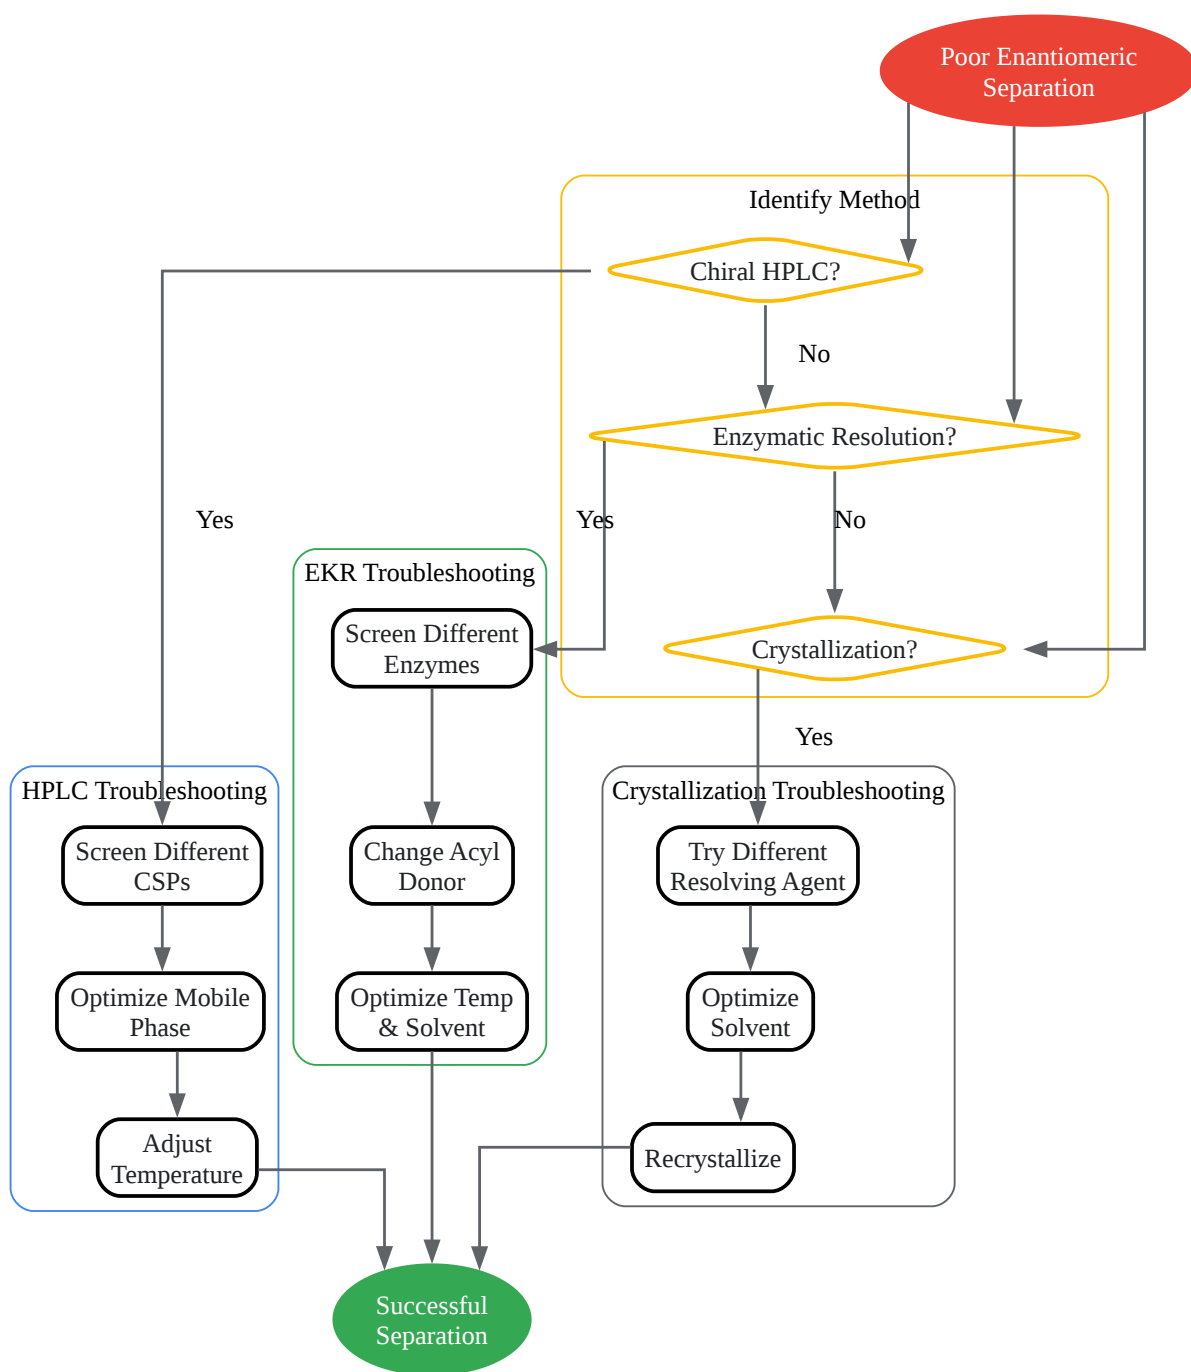 Poor Enantiomeric
Separation
Identify Method
Chiral HPLC?
No
Enzymatic Resolution?
Yes
Yes
No
EKR Troubleshooting
Screen Different
Enzymes
Crystallization?
Yes
HPLC Troubleshooting
Crystallization Troubleshooting
Screen Different
CSPs
Change Acyl
Donor
Try Different
Resolving Agent
Optimize Mobile
Phase
Optimize Temp
& Solvent
Optimize
Solvent
Adjust
Temperature
Recrystallize
Successful
Separation